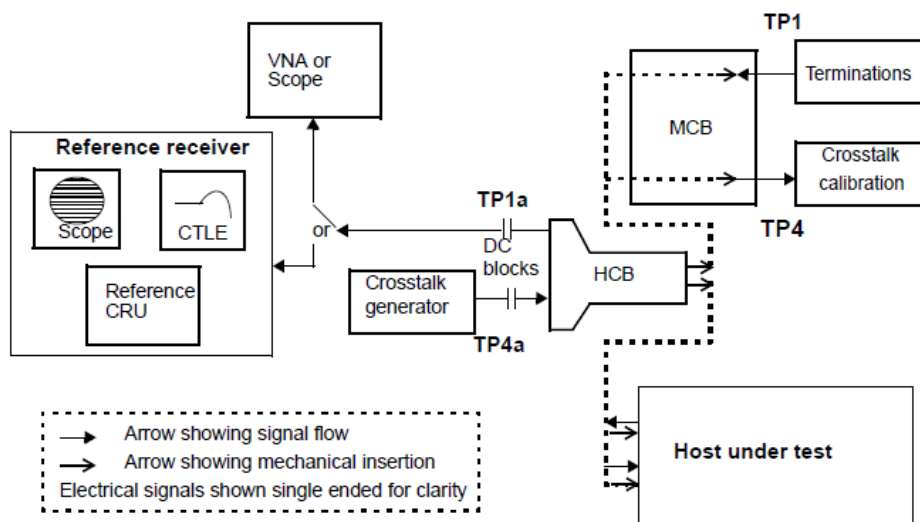 TP1
VNA or
Scope
Terminations
MCB
Reference receiver
Crosstalk
calibration
Scope
CTLE
TP1a
TP4
or
DC
blocks
HCB
Reference
CRU
Crosstalk
generator
TP4a
Arrow showing signal flow
Arrow showing mechanical insertion
Electrical signals shown single ended for clarity
Host under test